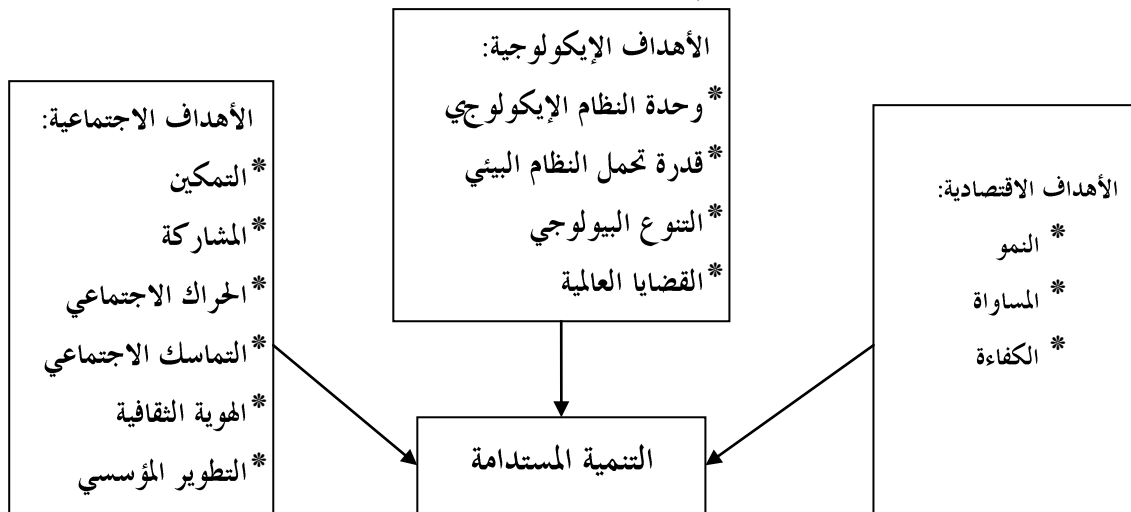 الأهداف الاقتصادية:
* النمو
* المساواة
* الكفاءة
الأهداف الإيكولوجية:
*وحدة النظام الإيكولوجي
*قدرة تحمل النظام البيئي
*التنوع البيولوجي
*القضايا العالمية
الأهداف الاجتماعية:
*التمكين
*المشاركة
*الحراك الاجتماعي
*التماسك الاجتماعي
*الهوية الثقافية
*التطوير المؤسسي
التنمية المستدامة